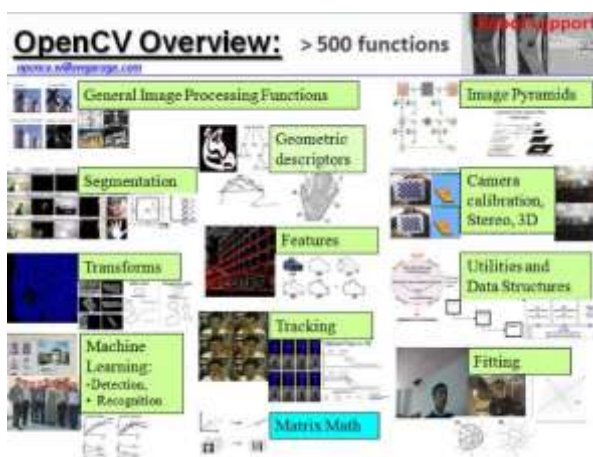 OpenCV Overview:
> 500 functions
opencv.willowgarage.com
General Image Processing Functions
Image Pyramids
Geometric
descriptors
Segmentation
Camera
calibration,
Stereo, 3D
Features
Transforms
Utilities and
Data Structures
Tracking
Machine
Learning:
•Detection,
• Recognition
Fitting
Matrix Math